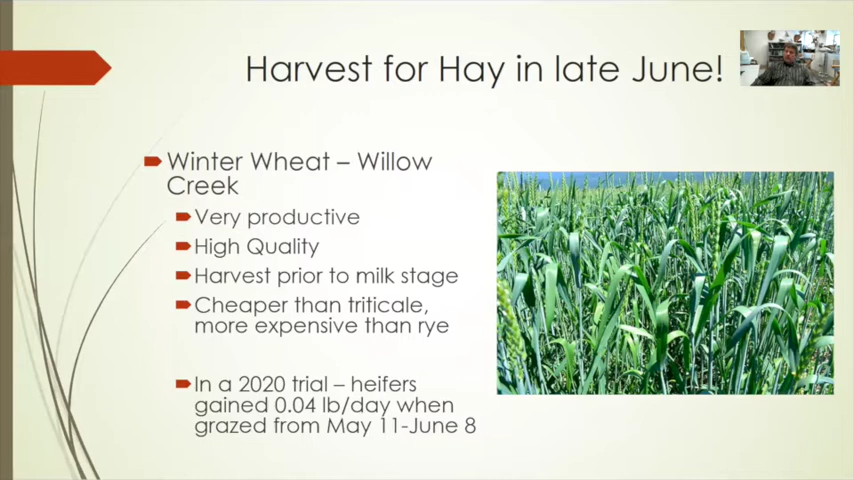 Harvest for Hay in late June!
Winter Wheat – Willow
Creek
Very productive
High Quality
Harvest prior to milk stage
Cheaper than triticale,
more expensive than rye
In a 2020 trial – heifers
gained 0.04 lb/day when
grazed from May 11-June 8